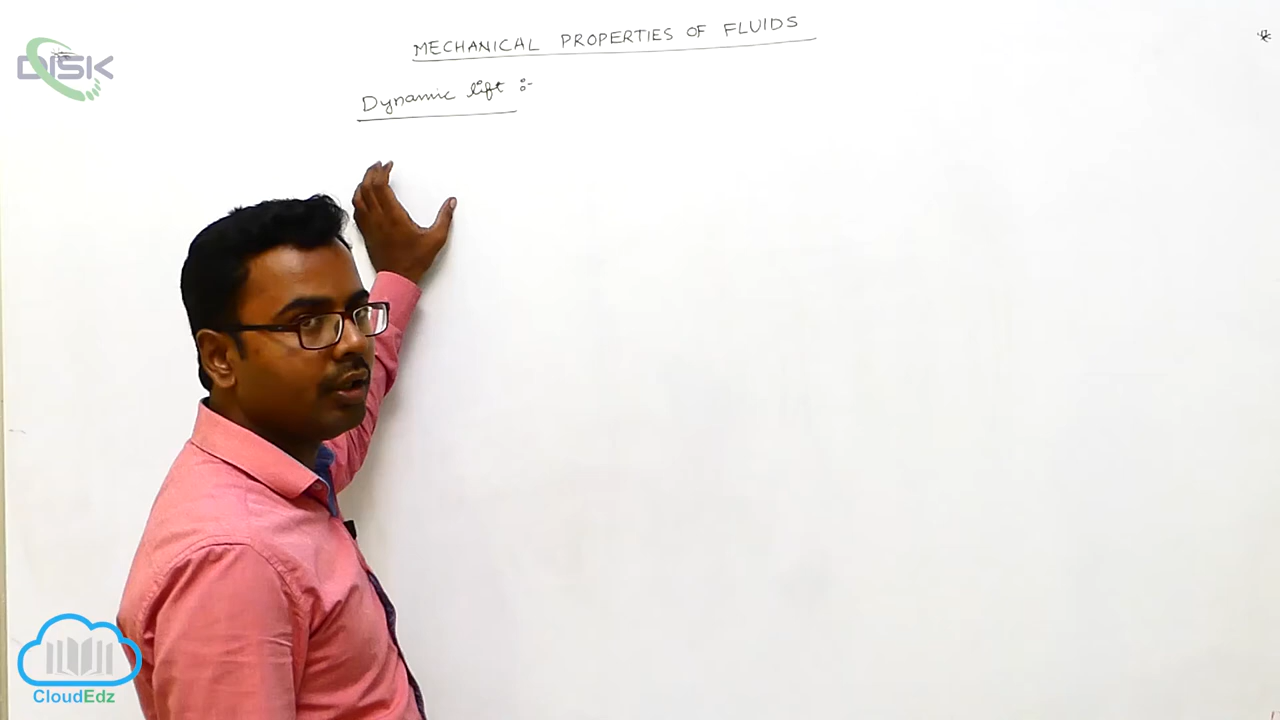 MECHANICAL PROPERTIES OF FLUIDS
DISK
Dynamic lift :-
CloudEdz